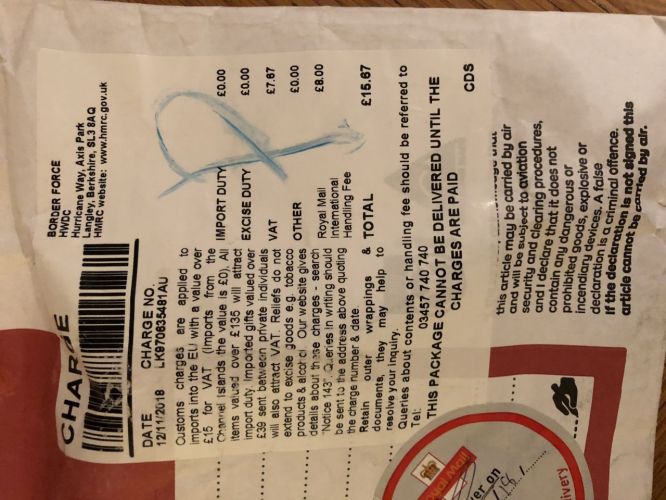 CHARGE
BORDER FORCE
HWDC
Hurricane Way, Axis Park
Langley, Berkshire, SL3 8AQ
HMRC website: www.hmrc.gov.uk
DATE CHARGE NO.
12/11/2018 LK970635481AU
Customs charges are applied to
imports into the EU with a value over
£15 for VAT (Imports from the
Channel Islands the value is £0). All
items valued over £135 will attract
import duty. Imported gifts valued over
£39 sent between private individuals
will also attract VAT. Reliefs do not
extend to excise goods e.g. tobacco
products & alcohol. Our website gives
details about these charges - search
"Notice 143". Queries in writing should
be sent to the address above quoting
the charge number & date.
Retain outer wrappings &
documents, they may help to
resolve your inquiry.
IMPORT DUTY £0.00
EXCISE DUTY £0.00
VAT £7.67
OTHER £0.00
Royal Mail £8.00
International
Handling Fee
TOTAL £15.67
Queries about contents or handling fee should be referred to
Tel: 03457 740 740
THIS PACKAGE CANNOT BE DELIVERED UNTIL THE
CHARGES ARE PAID
CDS
this article may be carried by air
and will be subject to aviation
security and clearing procedures,
and I declare that it does not
contain any dangerous or
prohibited goods, explosive or
incendiary devices. A false
declaration is a criminal offence.
If the declaration is not signed this
article cannot be carried by air.
Mail